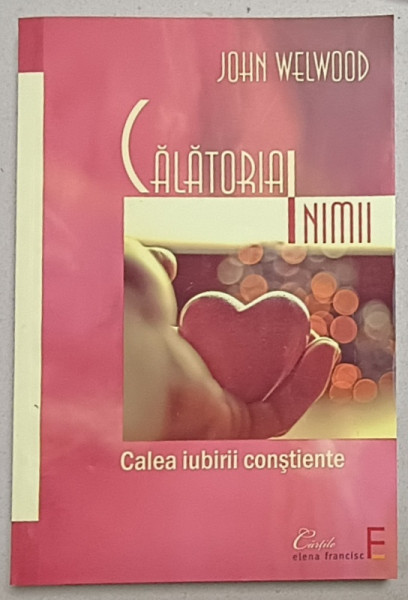 JOHN WELWOOD
CĂLĂTORIA
INIMII
Calea iubirii conştiente
Cărţile
elena francisc
E